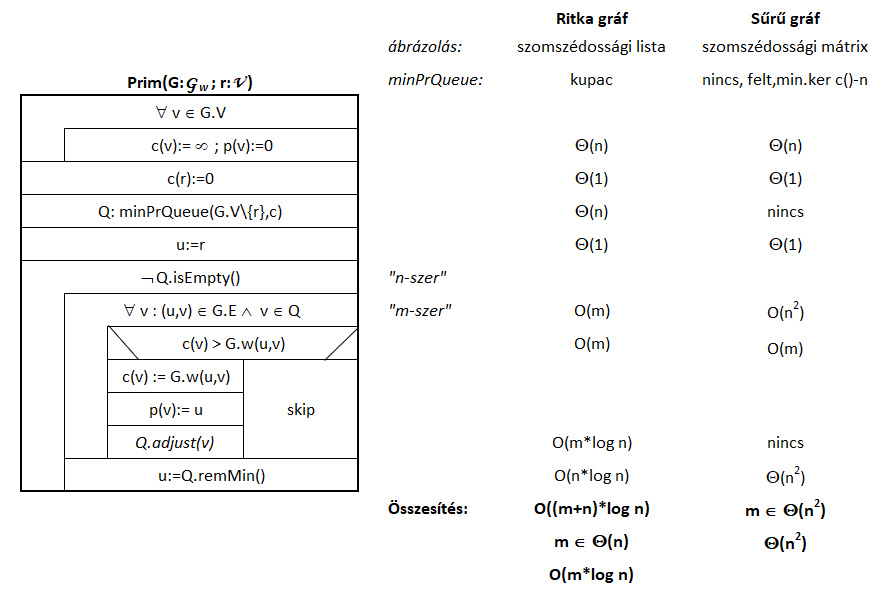 Ritka gráf Sűrű gráf
ábrázolás: szomszédossági lista szomszédossági mátrix
Prim(G:𝒢w ; r:𝒱) minPrQueue: kupac nincs, felt,min.ker c()-n
∀ v ∈ G.V
c(v):= ∞ ; p(v):=0 Θ(n) Θ(n)
c(r):=0 Θ(1) Θ(1)
Q: minPrQueue(G.V\{r},c) Θ(n) nincs
u:=r Θ(1) Θ(1)
¬ Q.isEmpty() "n-szer"
∀ v : (u,v) ∈ G.E ∧ v ∈ Q "m-szer" O(m) O(n²)
c(v) > G.w(u,v) O(m) O(m)
c(v) := G.w(u,v)
p(v):= u skip
Q.adjust(v) O(m*log n) nincs
u:=Q.remMin() O(n*log n) Θ(n²)
Összesítés: O((m+n)*log n) m ∈ Θ(n²)
m ∈ Θ(n) Θ(n²)
O(m*log n)